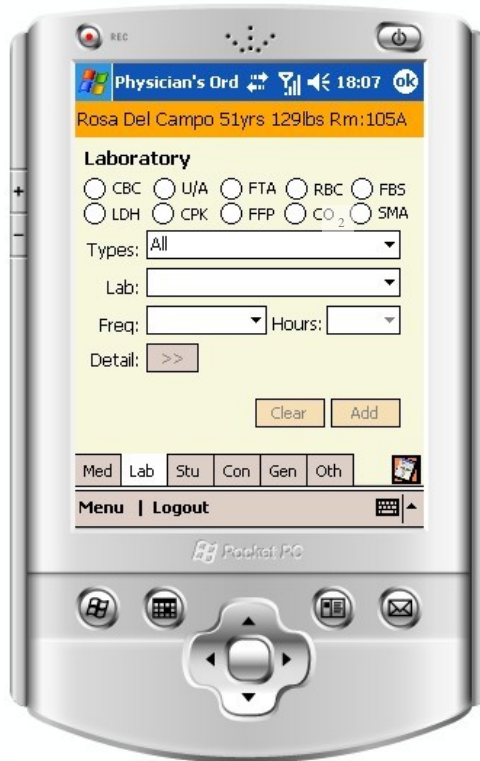 REC
Physician's Ord 18:07 ok
Rosa Del Campo 51yrs 129lbs Rm:105A
Laboratory
CBC U/A FTA RBC FBS
LDH CPK FFP CO2 SMA
Types: All
Lab:
Freq: Hours:
Detail: >>
Clear Add
Med Lab Stu Con Gen Oth
Menu | Logout
Pocket PC
+
-